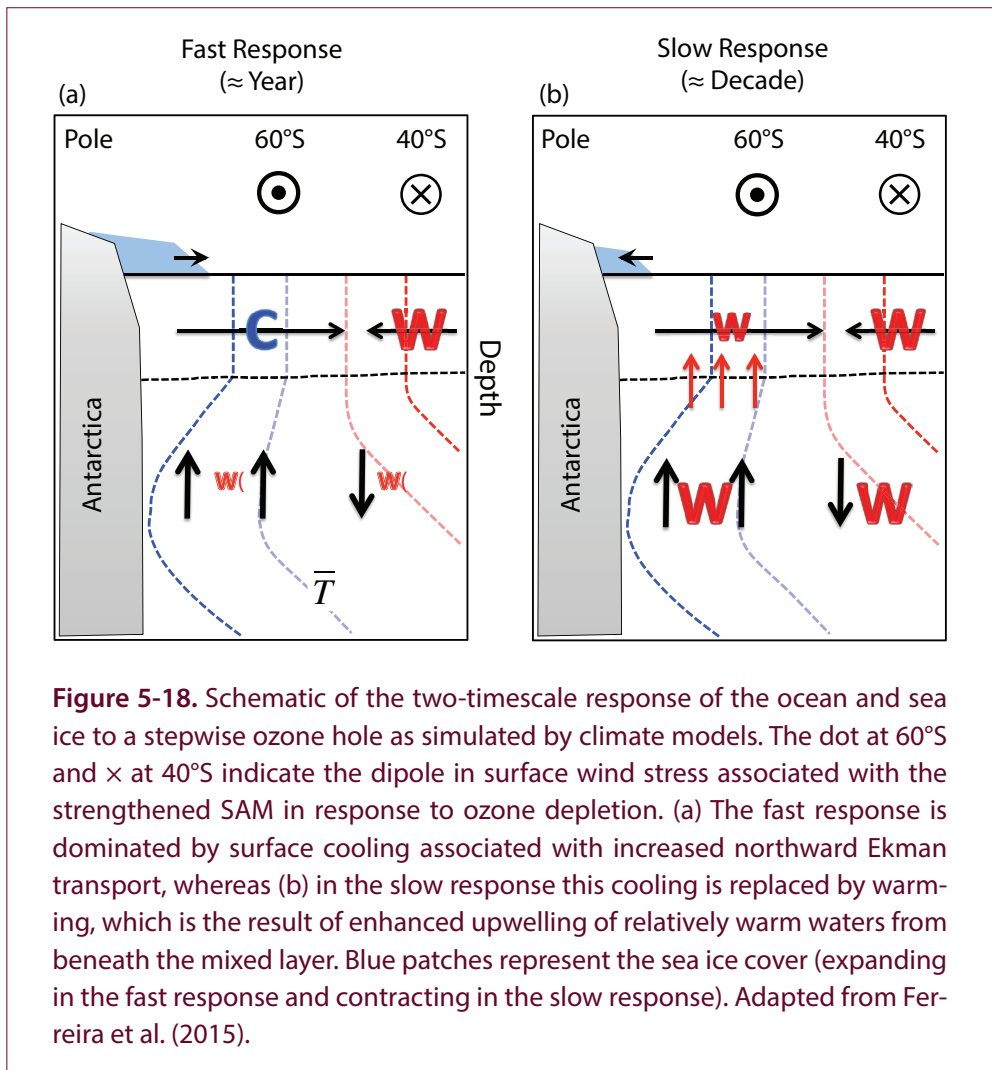 Fast Response
(≈ Year)
Slow Response
(≈ Decade)
(a)
(b)
Pole 60°S 40°S
Pole 60°S 40°S
C W
W W
Depth
Antarctica
Antarctica
W( W(
W W
T̅
Figure 5-18. Schematic of the two-timescale response of the ocean and sea
ice to a stepwise ozone hole as simulated by climate models. The dot at 60°S
and × at 40°S indicate the dipole in surface wind stress associated with the
strengthened SAM in response to ozone depletion. (a) The fast response is
dominated by surface cooling associated with increased northward Ekman
transport, whereas (b) in the slow response this cooling is replaced by warm-
ing, which is the result of enhanced upwelling of relatively warm waters from
beneath the mixed layer. Blue patches represent the sea ice cover (expanding
in the fast response and contracting in the slow response). Adapted from Fer-
reira et al. (2015).